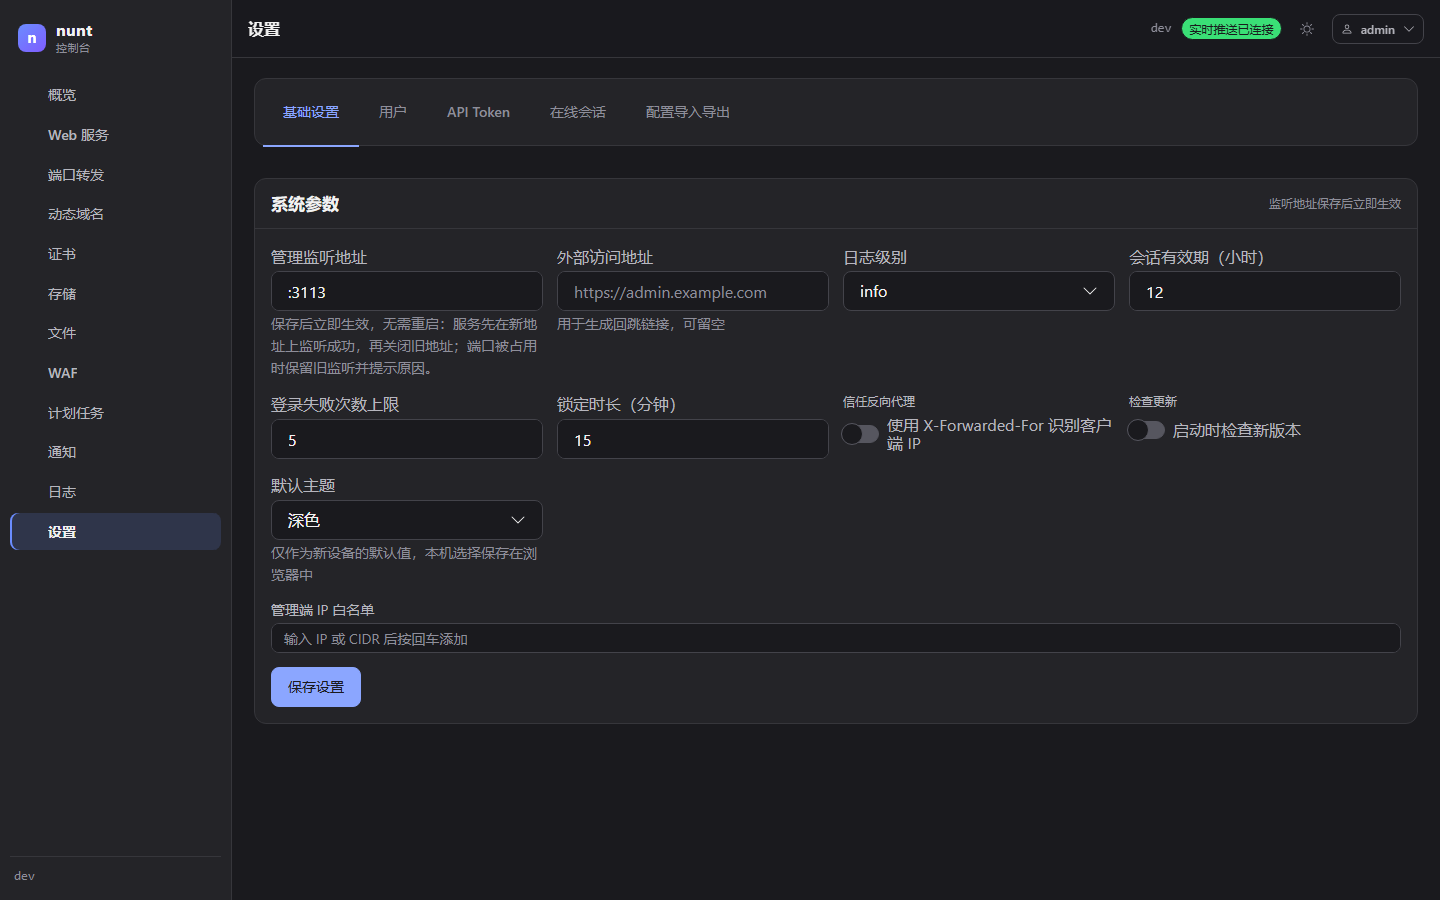 n
nunt
控制台
概览
Web 服务
端口转发
动态域名
证书
存储
文件
WAF
计划任务
通知
日志
设置
dev
设置
dev
实时推送已连接
admin
基础设置
用户
API Token
在线会话
配置导入导出
系统参数
监听地址保存后立即生效
管理监听地址
:3113
保存后立即生效，无需重启：服务先在新地
址上监听成功，再关闭旧地址；端口被占用
时保留旧监听并提示原因。
外部访问地址
https://admin.example.com
用于生成回跳链接，可留空
日志级别
info
会话有效期（小时）
12
登录失败次数上限
5
锁定时长（分钟）
15
信任反向代理
使用 X-Forwarded-For 识别客户
端 IP
检查更新
启动时检查新版本
默认主题
深色
仅作为新设备的默认值，本机选择保存在浏
览器中
管理端 IP 白名单
输入 IP 或 CIDR 后按回车添加
保存设置